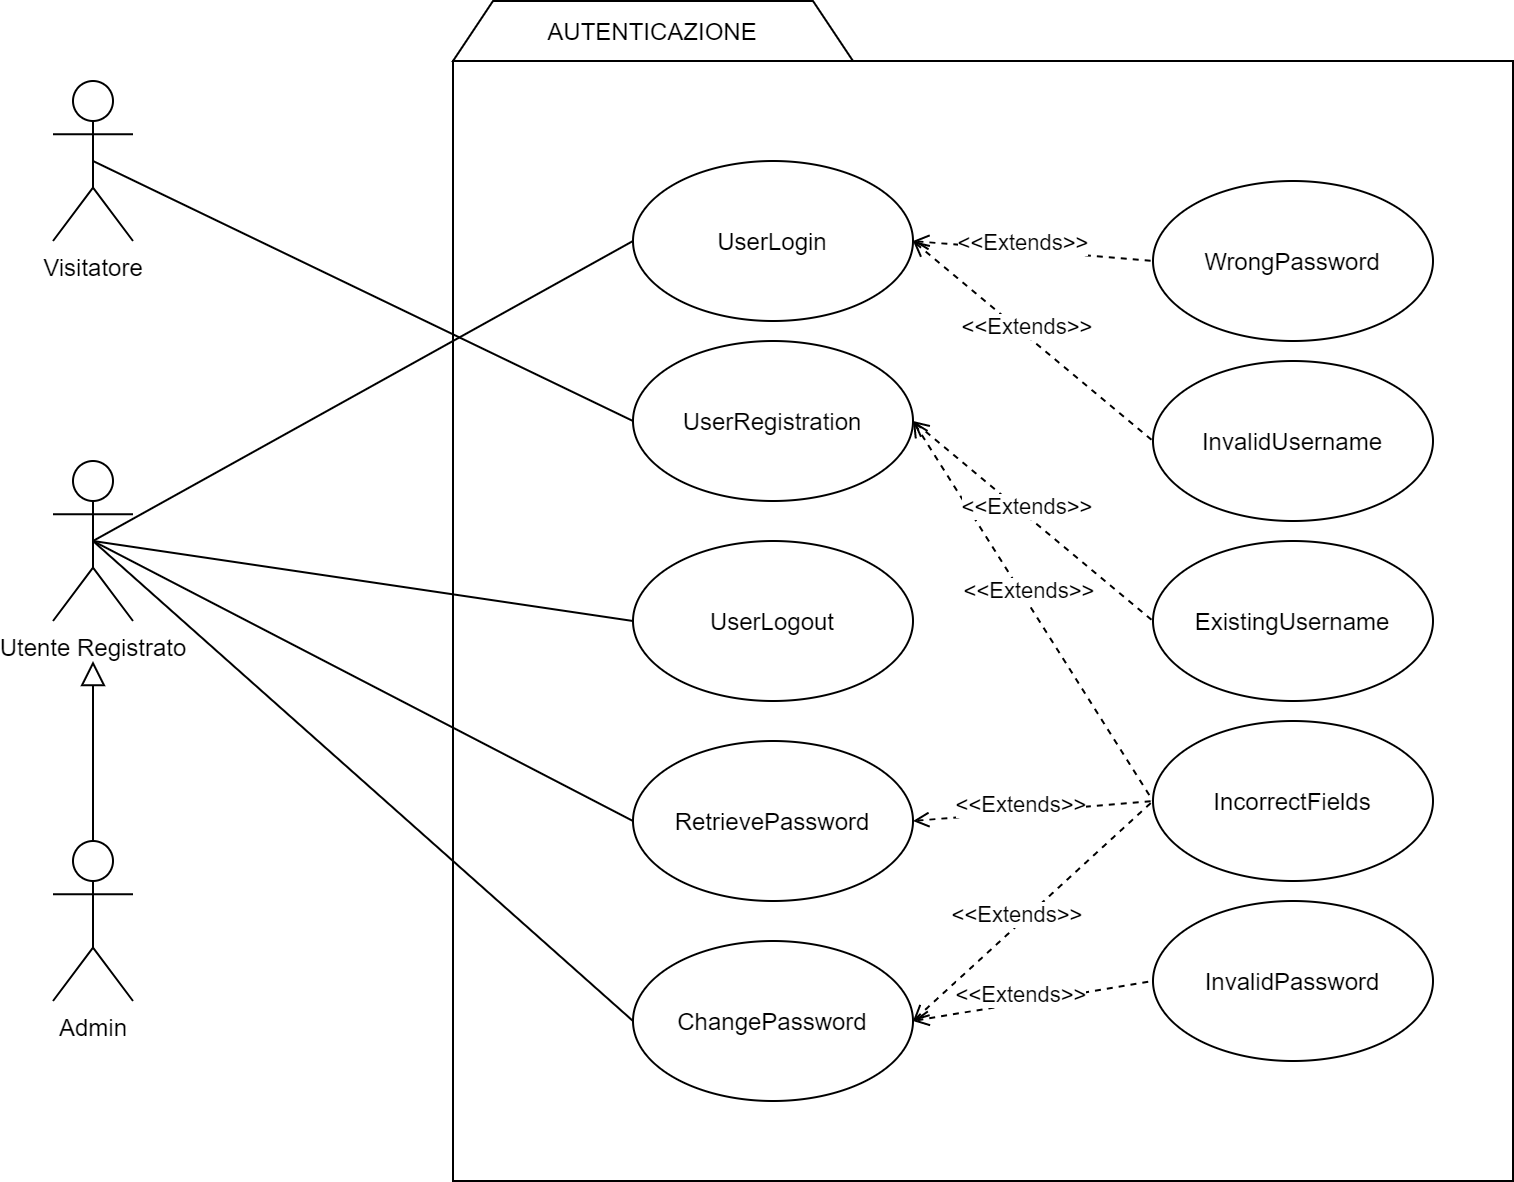 AUTENTICAZIONE
Visitatore
UserLogin
<<Extends>>
WrongPassword
<<Extends>>
UserRegistration
InvalidUsername
<<Extends>>
<<Extends>>
Utente Registrato
UserLogout
ExistingUsername
RetrievePassword
<<Extends>>
IncorrectFields
<<Extends>>
Admin
ChangePassword
<<Extends>>
InvalidPassword